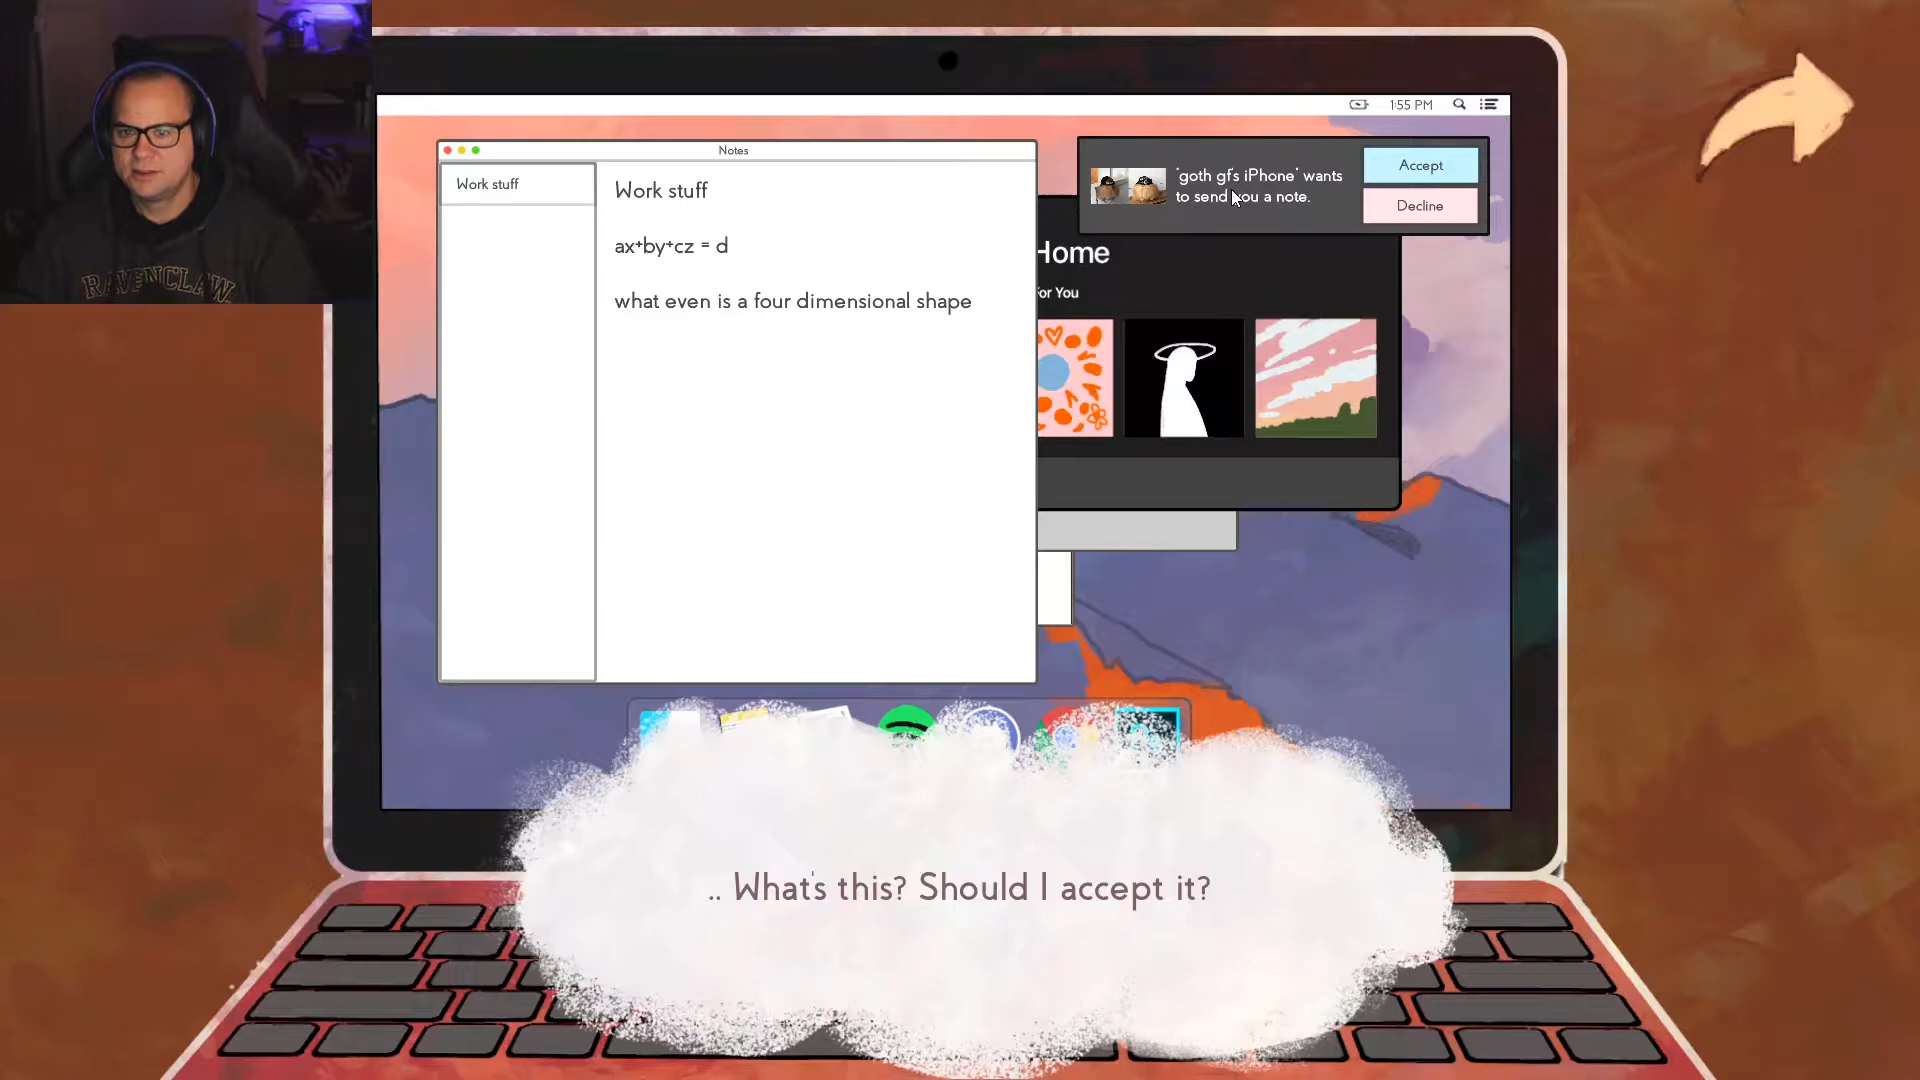 1:55 PM
Notes
Work stuff
Work stuff
ax+by+cz = d
what even is a four dimensional shape
'goth gf's iPhone' wants
to send you a note.
Accept
Decline
Home
For You
RAVENCLAW
.. What's this? Should I accept it?